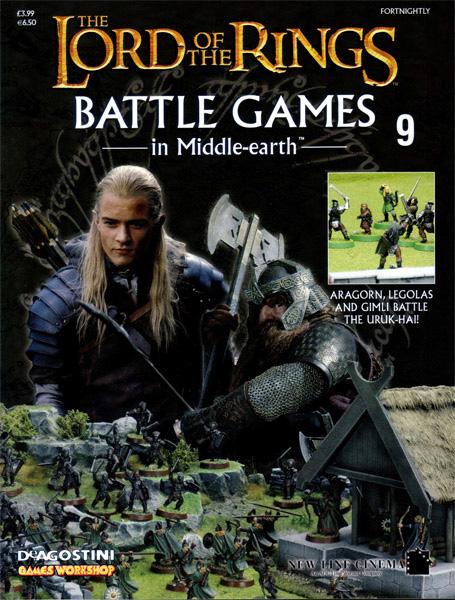 £3.99
€6.50
FORTNIGHTLY
THE
LORD OF THE RINGS
BATTLE GAMES
in Middle-earth™
9
ARAGORN, LEGOLAS
AND GIMLI BATTLE
THE URUK-HAI!
DeAGOSTINI
GAMES WORKSHOP
NEW LINE CINEMA